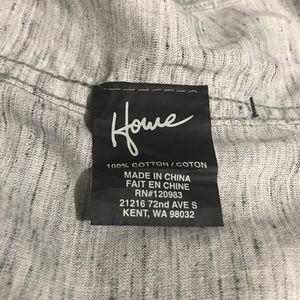 Howe
100% COTTON / COTON
MADE IN CHINA
FAIT EN CHINE
RN#120983
21216 72nd AVE S
KENT, WA 98032